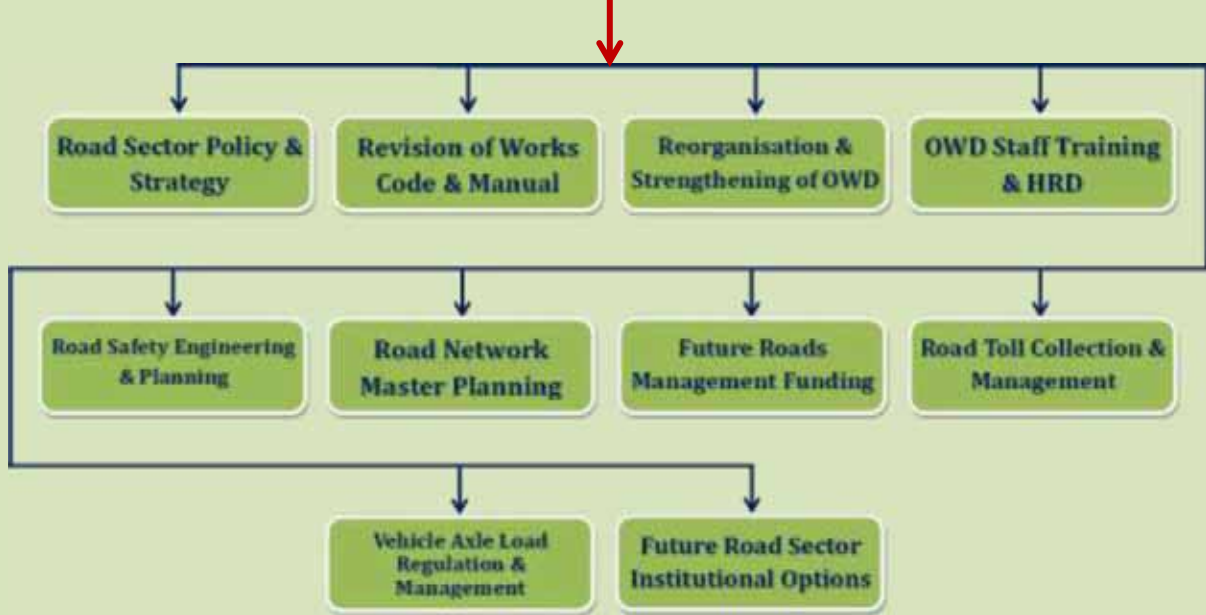 Road Sector Policy &
Strategy
Revision of Works
Code & Manual
Reorganisation &
Strengthening of OWD
OWD Staff Training
& HRD
Road Safety Engineering
& Planning
Road Network
Master Planning
Future Roads
Management Funding
Road Toll Collection &
Management
Vehicle Axle Load
Regulation &
Management
Future Road Sector
Institutional Options